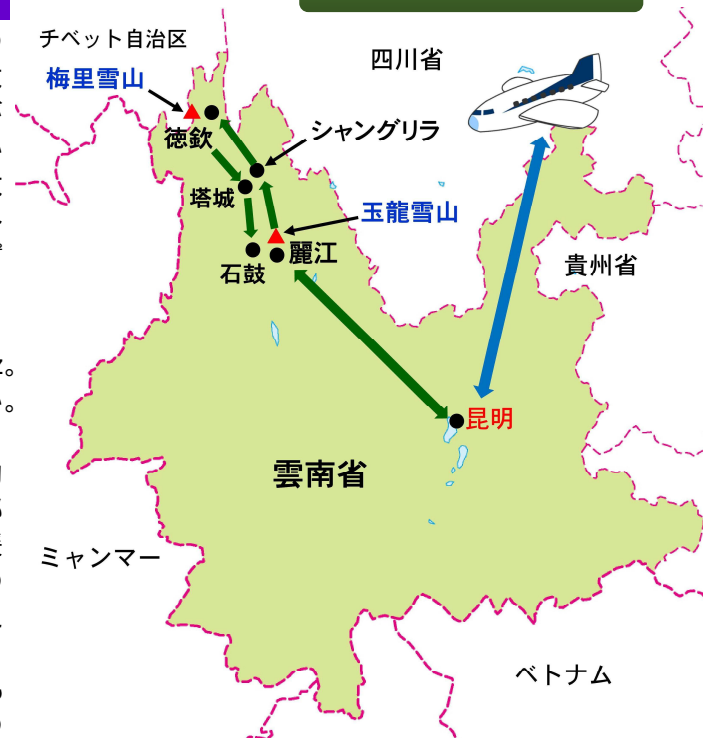 チベット自治区
四川省
梅里雪山
徳欽
シャングリラ
塔城
玉龍雪山
麗江
石鼓
貴州省
昆明
雲南省
ミャンマー
ベトナム